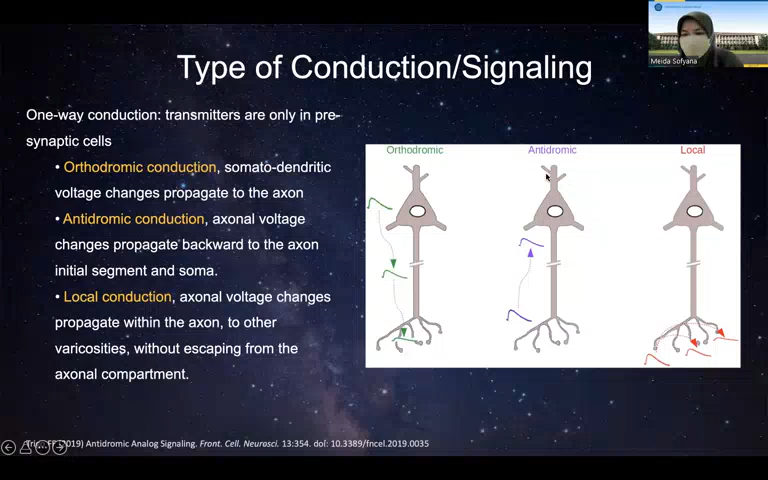 Meida Sofyana
Type of Conduction/Signaling
One-way conduction: transmitters are only in pre-
synaptic cells
• Orthodromic conduction, somato-dendritic
voltage changes propagate to the axon
• Antidromic conduction, axonal voltage
changes propagate backward to the axon
initial segment and soma.
• Local conduction, axonal voltage changes
propagate within the axon, to other
varicosities, without escaping from the
axonal compartment.
Orthodromic
Antidromic
Local
(2019) Antidromic Analog Signaling. Front. Cell. Neurosci. 13:354. doi: 10.3389/fncel.2019.0035